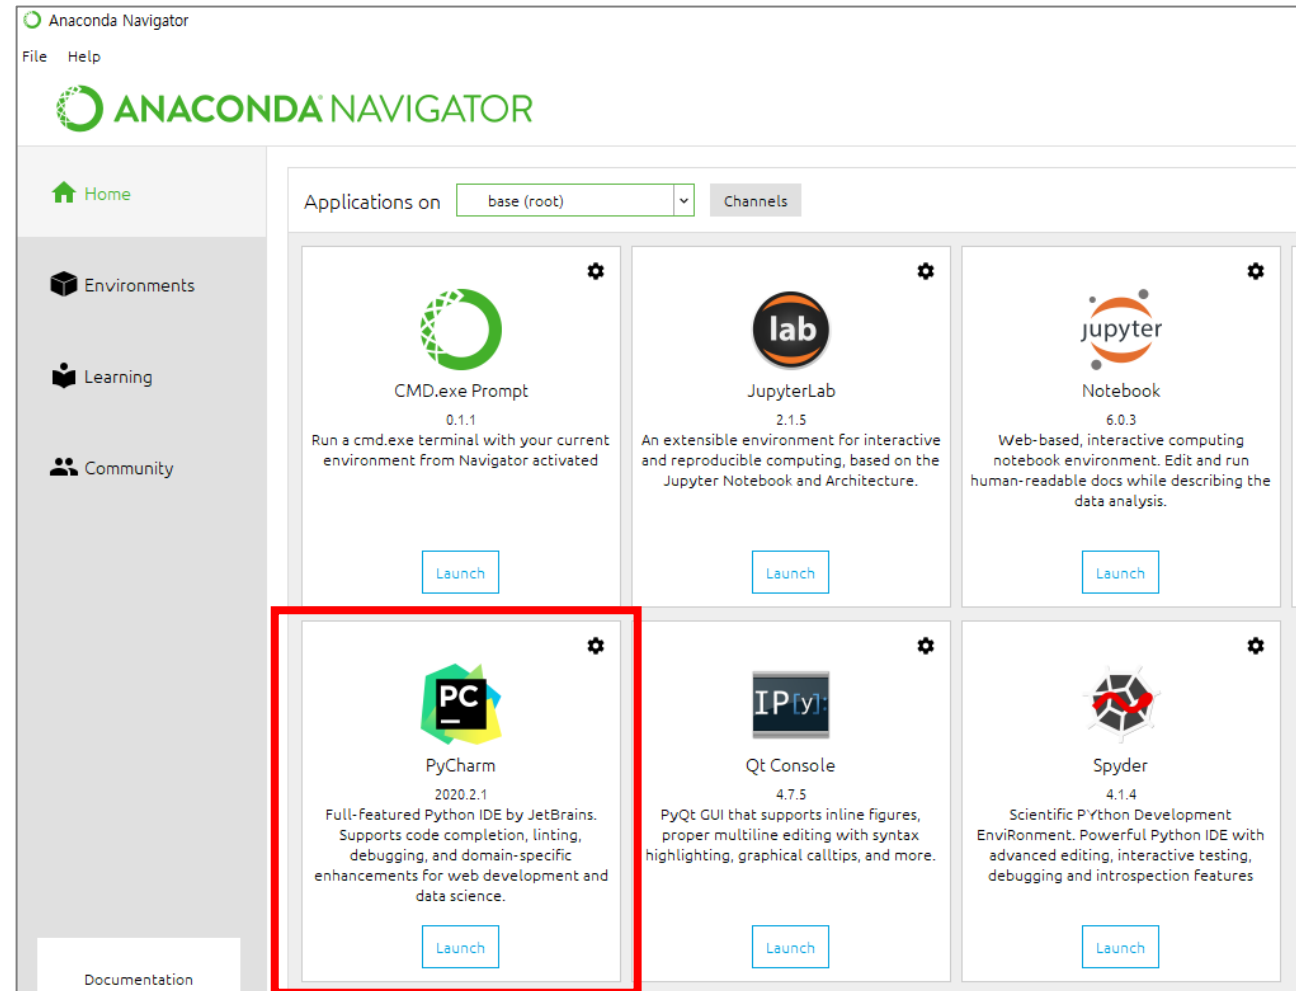 Anaconda Navigator
File Help
ANACONDA NAVIGATOR
Home
Applications on base (root) Channels
Environments
Learning
Community
CMD.exe Prompt
0.1.1
Run a cmd.exe terminal with your current
environment from Navigator activated
Launch
lab
JupyterLab
2.1.5
An extensible environment for interactive
and reproducible computing, based on the
Jupyter Notebook and Architecture.
Launch
jupyter
Notebook
6.0.3
Web-based, interactive computing
notebook environment. Edit and run
human-readable docs while describing the
data analysis.
Launch
PC
PyCharm
2020.2.1
Full-featured Python IDE by JetBrains.
Supports code completion, linting,
debugging, and domain-specific
enhancements for web development and
data science.
Launch
IP[y]:
Qt Console
4.7.5
PyQt GUI that supports inline figures,
proper multiline editing with syntax
highlighting, graphical calltips, and more.
Launch
Spyder
4.1.4
Scientific PYthon Development
EnviRonment. Powerful Python IDE with
advanced editing, interactive testing,
debugging and introspection features
Launch
Documentation